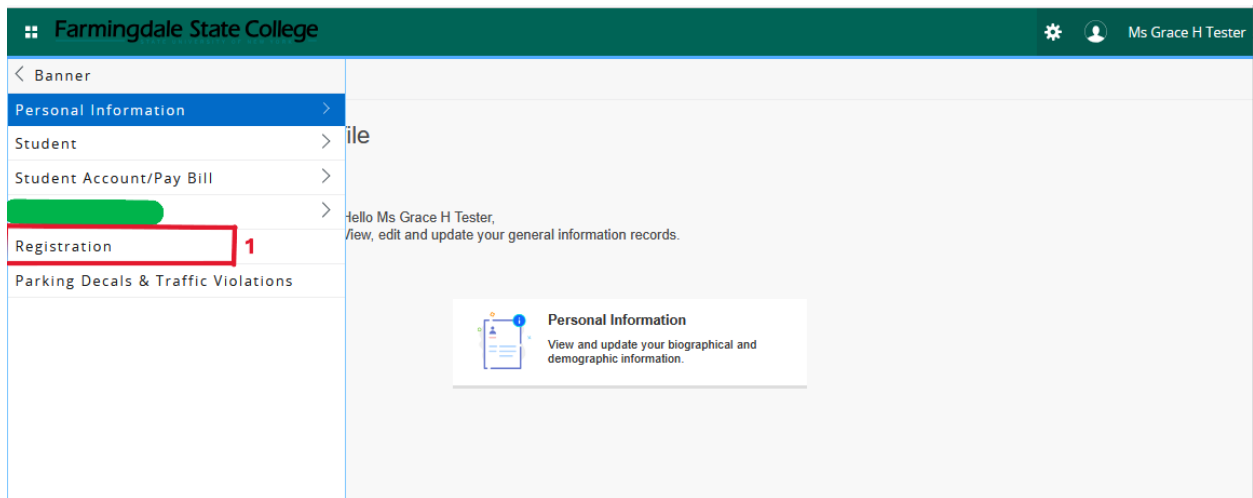 Farmingdale State College
Ms Grace H Tester
Banner
Personal Information
Student
Student Account/Pay Bill
Registration
1
Parking Decals & Traffic Violations
Hello Ms Grace H Tester,
View, edit and update your general information records.
Personal Information
View and update your biographical and
demographic information.